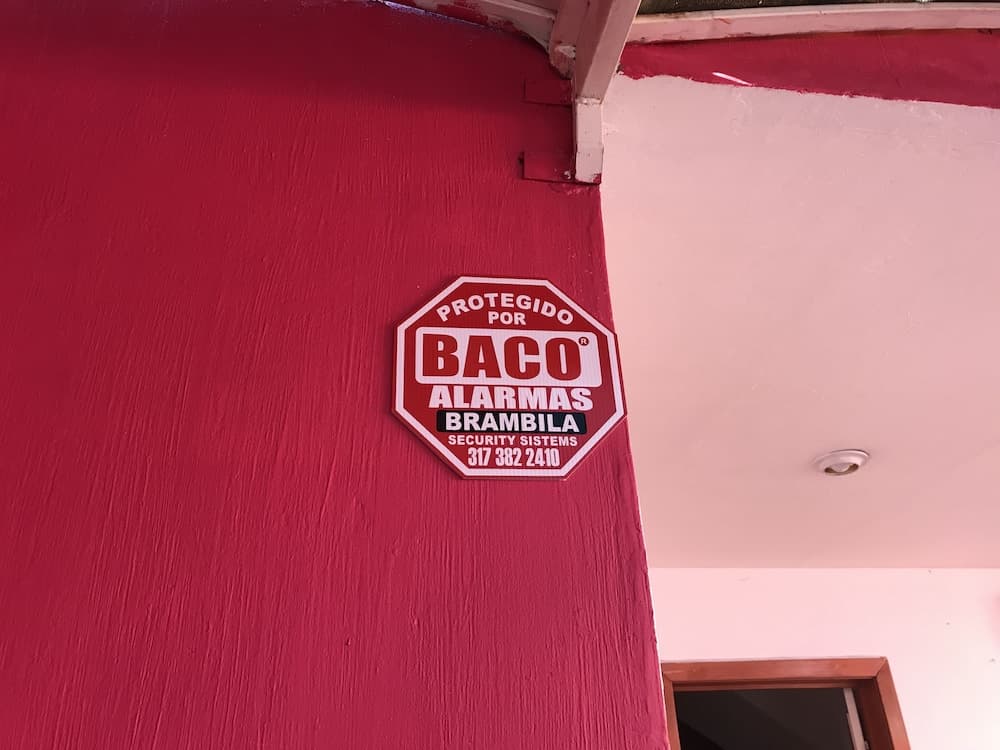 PROTEGIDO
POR
BACO®
ALARMAS
BRAMBILA
SECURITY SISTEMS
317 382 2410